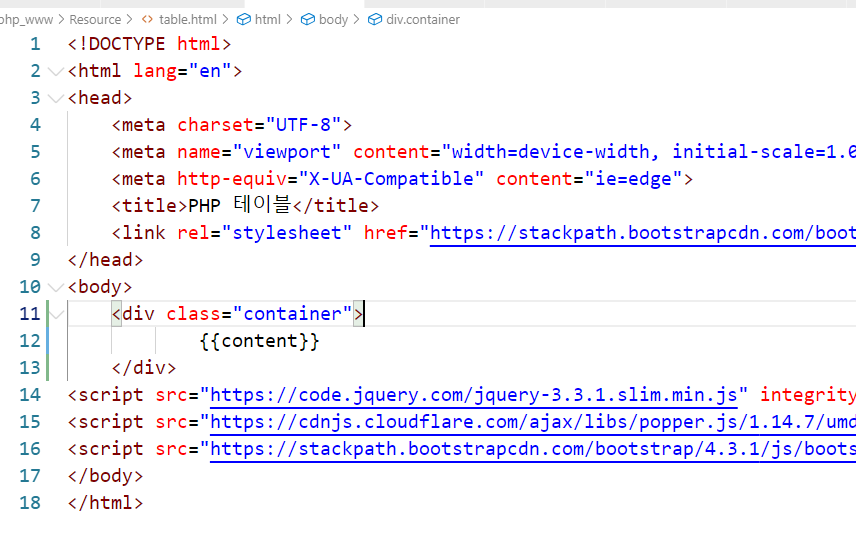 php_www > Resource > <> table.html > html > body > div.container
1 <!DOCTYPE html>
2 <html lang="en">
3 <head>
4 <meta charset="UTF-8">
5 <meta name="viewport" content="width=device-width, initial-scale=1.0
6 <meta http-equiv="X-UA-Compatible" content="ie=edge">
7 <title>PHP 테이블</title>
8 <link rel="stylesheet" href="https://stackpath.bootstrapcdn.com/boot
9 </head>
10 <body>
11 <div class="container">
12 {{content}}
13 </div>
14 <script src="https://code.jquery.com/jquery-3.3.1.slim.min.js" integrity
15 <script src="https://cdnjs.cloudflare.com/ajax/libs/popper.js/1.14.7/umd
16 <script src="https://stackpath.bootstrapcdn.com/bootstrap/4.3.1/js/boots
17 </body>
18 </html>